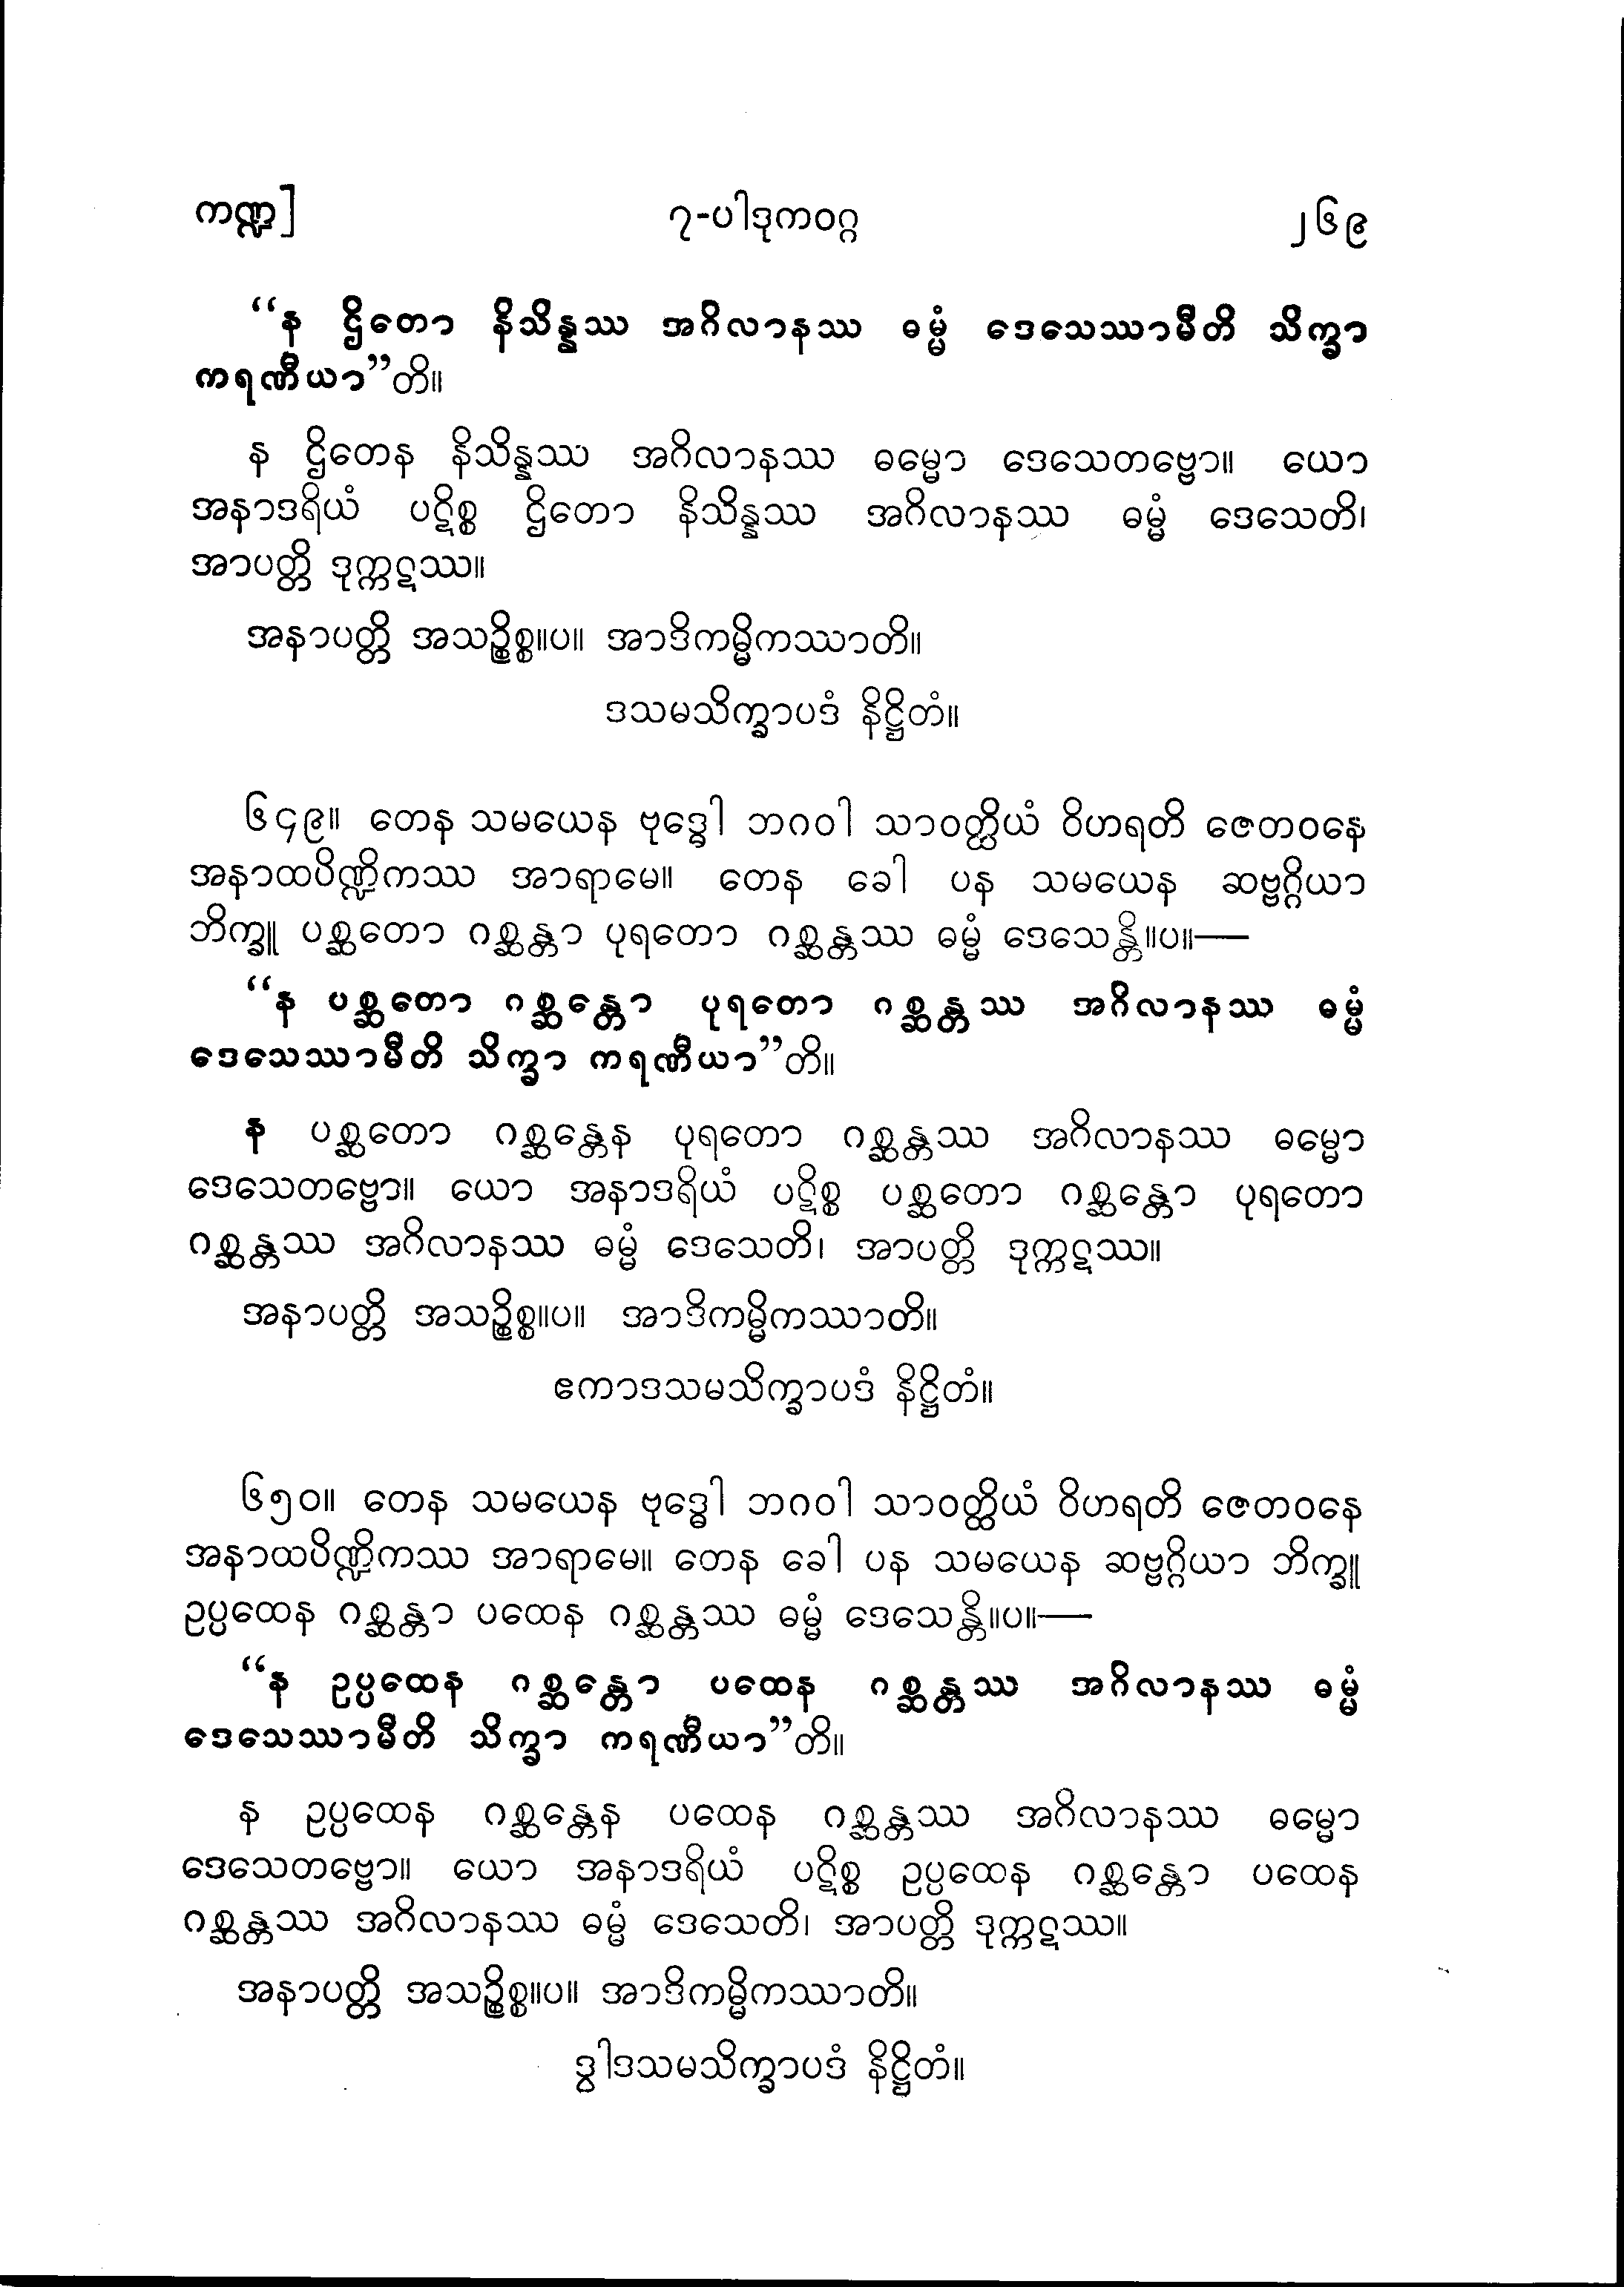 ကဏ္ဍ]
၇-ပါဒုကဝဂ္ဂ
၂၆၉
“န ဌိတော နိသိန္နဿ အဂိလာနဿ ဓမ္မံ ဒေသေဿာမီတိ သိက္ခာ
ကရဏီယာ”တိ။
န ဌိတေန နိသိန္နဿ အဂိလာနဿ ဓမ္မော ဒေသေတဗ္ဗော။ ယော
အနာဒရိယံ ပဋိစ္စ ဌိတော နိသိန္နဿ အဂိလာနဿ ဓမ္မံ ဒေသေတိ၊
အာပတ္တိ ဒုက္ကဋဿ။
အနာပတ္တိ အသဉ္စိစ္စ။ပ။ အာဒိကမ္မိကဿာတိ။
ဒသမသိက္ခာပဒံ နိဋ္ဌိတံ။
၆၄၉။ တေန သမယေန ဗုဒ္ဓေါ ဘဂဝါ သာဝတ္ထိယံ ဝိဟရတိ ဇေတဝနေ
အနာထပိဏ္ဍိကဿ အာရာမေ။ တေန ခေါ ပန သမယေန ဆဗ္ဗဂ္ဂိယာ
ဘိက္ခူ ပစ္ဆတော ဂစ္ဆန္တာ ပုရတော ဂစ္ဆန္တဿ ဓမ္မံ ဒေသေန္တိ။ပ။—
“န ပစ္ဆတော ဂစ္ဆန္တော ပုရတော ဂစ္ဆန္တဿ အဂိလာနဿ ဓမ္မံ
ဒေသေဿာမီတိ သိက္ခာ ကရဏီယာ”တိ။
န ပစ္ဆတော ဂစ္ဆန္တေန ပုရတော ဂစ္ဆန္တဿ အဂိလာနဿ ဓမ္မော
ဒေသေတဗ္ဗော။ ယော အနာဒရိယံ ပဋိစ္စ ပစ္ဆတော ဂစ္ဆန္တော ပုရတော
ဂစ္ဆန္တဿ အဂိလာနဿ ဓမ္မံ ဒေသေတိ၊ အာပတ္တိ ဒုက္ကဋဿ။
အနာပတ္တိ အသဉ္စိစ္စ။ပ။ အာဒိကမ္မိကဿာတိ။
ဧကာဒသမသိက္ခာပဒံ နိဋ္ဌိတံ။
၆၅၀။ တေန သမယေန ဗုဒ္ဓေါ ဘဂဝါ သာဝတ္ထိယံ ဝိဟရတိ ဇေတဝနေ
အနာထပိဏ္ဍိကဿ အာရာမေ။ တေန ခေါ ပန သမယေန ဆဗ္ဗဂ္ဂိယာ ဘိက္ခူ
ဥပ္ပထေန ဂစ္ဆန္တာ ပထေန ဂစ္ဆန္တဿ ဓမ္မံ ဒေသေန္တိ။ပ။—
“န ဥပ္ပထေန ဂစ္ဆန္တော ပထေန ဂစ္ဆန္တဿ အဂိလာနဿ ဓမ္မံ
ဒေသေဿာမီတိ သိက္ခာ ကရဏီယာ”တိ။
န ဥပ္ပထေန ဂစ္ဆန္တေန ပထေန ဂစ္ဆန္တဿ အဂိလာနဿ ဓမ္မော
ဒေသေတဗ္ဗော။ ယော အနာဒရိယံ ပဋိစ္စ ဥပ္ပထေန ဂစ္ဆန္တော ပထေန
ဂစ္ဆန္တဿ အဂိလာနဿ ဓမ္မံ ဒေသေတိ၊ အာပတ္တိ ဒုက္ကဋဿ။
အနာပတ္တိ အသဉ္စိစ္စ။ပ။ အာဒိကမ္မိကဿာတိ။
ဒွါဒသမသိက္ခာပဒံ နိဋ္ဌိတံ။